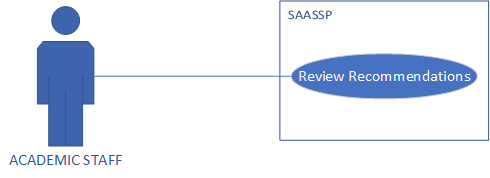 SAASSP
Review Recommendations
ACADEMIC STAFF